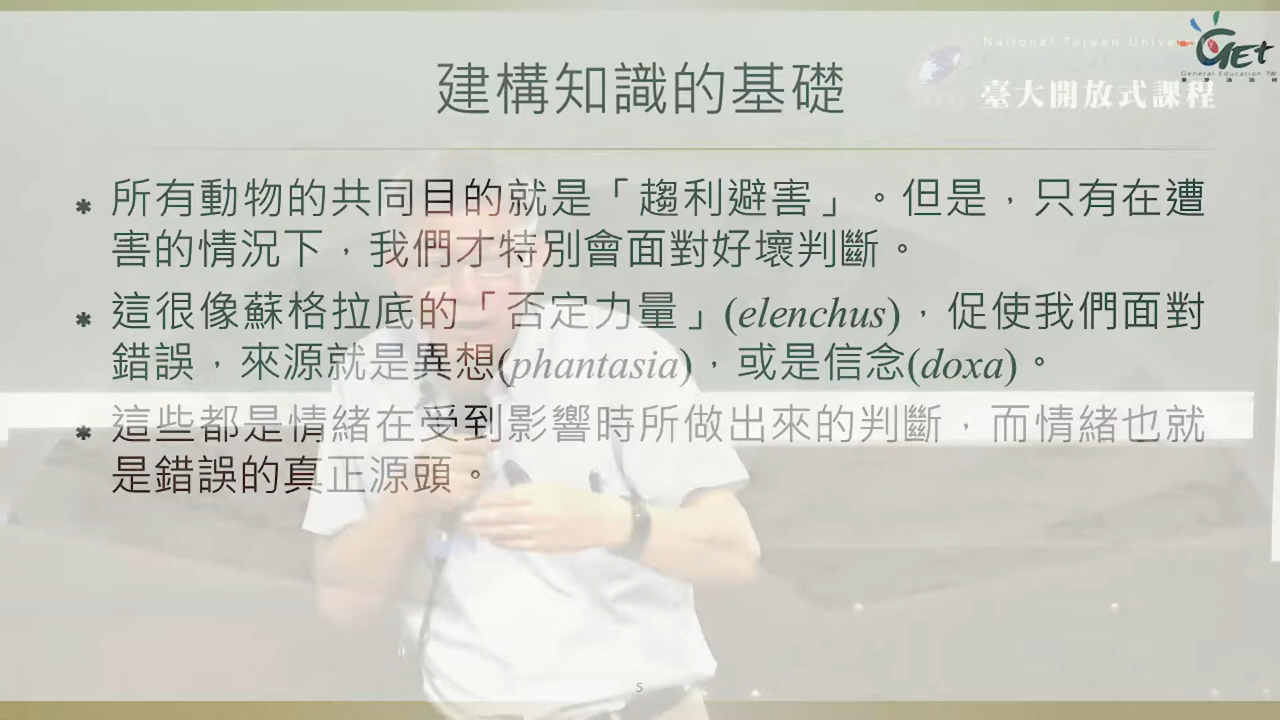 National Taiwan Unive
GEt
General Education TW
臺大開放式課程
建構知識的基礎
* 所有動物的共同目的就是「趨利避害」。但是，只有在遭
害的情況下，我們才特別會面對好壞判斷。
* 這很像蘇格拉底的「否定力量」(elenchus)，促使我們面對
錯誤，來源就是異想(phantasia)，或是信念(doxa)。
* 這些都是情緒在受到影響時所做出來的判斷，而情緒也就
是錯誤的真正源頭。
5